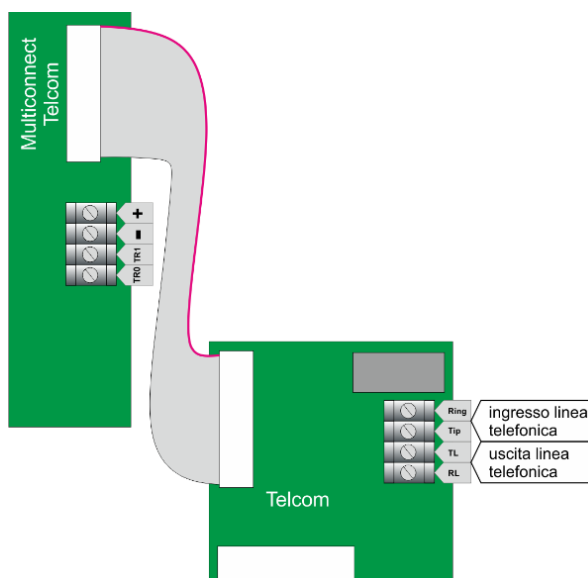 Multiconnect
Telcom
+
-
TR1
TR0
Ring
Tip
TL
RL
ingresso linea
telefonica
uscita linea
telefonica
Telcom